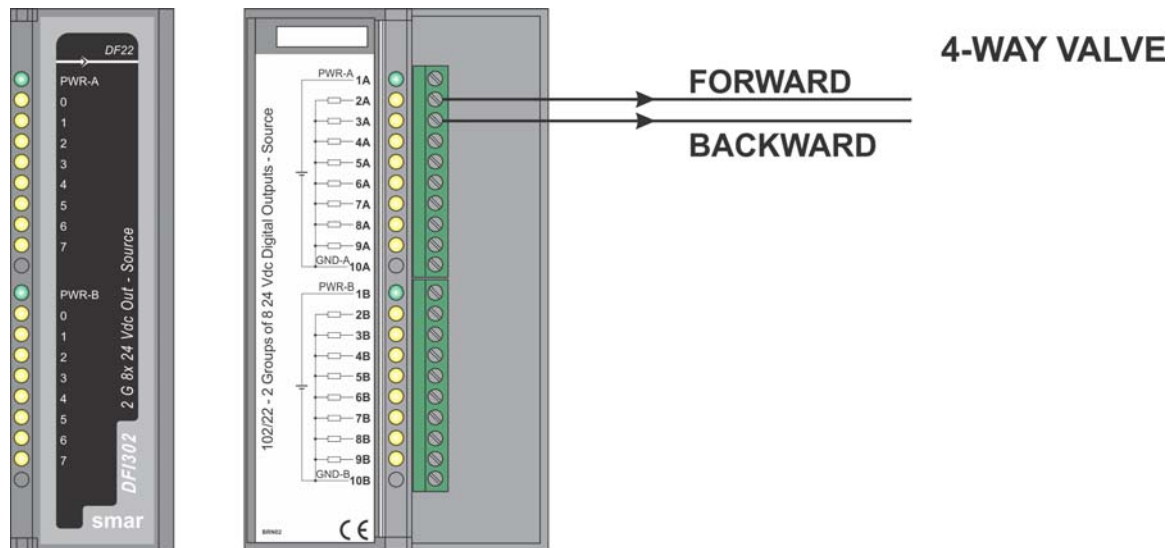 DF22
PWR-A
0
1
2
3
4
5
6
7
PWR-B
0
1
2
3
4
5
6
7
2 G 8x 24 Vdc Out - Source
DFI302
smar
102/22 - 2 Groups of 8 24 Vdc Digital Outputs - Source
PWR-A 1A
2A
3A
4A
5A
6A
7A
8A
9A
GND-A 10A
PWR-B 1B
2B
3B
4B
5B
6B
7B
8B
9B
GND-B 10B
CE
4-WAY VALVE
FORWARD
BACKWARD